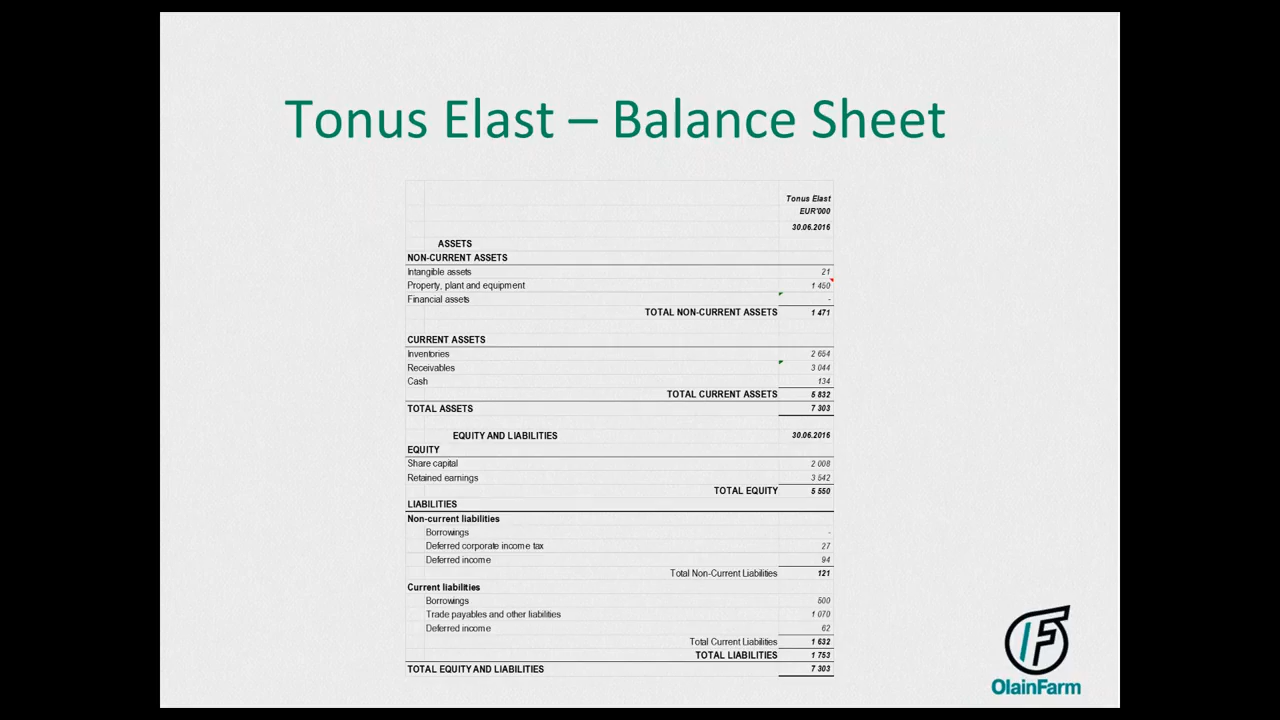 Tonus Elast – Balance Sheet
Tonus Elast
EUR'000
30.06.2016
ASSETS
NON-CURRENT ASSETS
Intangible assets 21
Property, plant and equipment 1 450
Financial assets -
TOTAL NON-CURRENT ASSETS 1 471
CURRENT ASSETS
Inventories 2 654
Receivables 3 044
Cash 134
TOTAL CURRENT ASSETS 5 832
TOTAL ASSETS 7 303
EQUITY AND LIABILITIES 30.06.2016
EQUITY
Share capital 2 008
Retained earnings 3 542
TOTAL EQUITY 5 550
LIABILITIES
Non-current liabilities
Borrowings -
Deferred corporate income tax 27
Deferred income 94
Total Non-Current Liabilities 121
Current liabilities
Borrowings 500
Trade payables and other liabilities 1 070
Deferred income 62
Total Current Liabilities 1 632
TOTAL LIABILITIES 1 753
TOTAL EQUITY AND LIABILITIES 7 303
OlainFarm